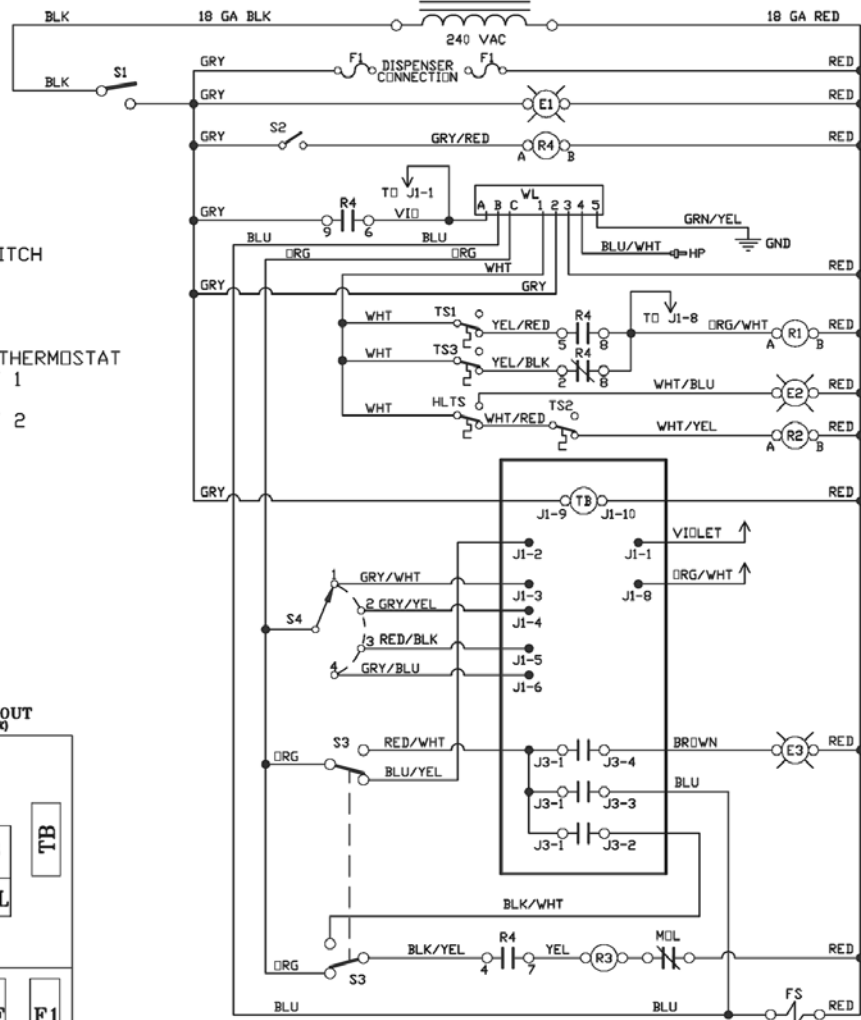 BLK 18 GA BLK 18 GA RED
240 VAC
GRY F1 DISPENSER CONNECTION F1 RED
BLK S1
GRY E1 RED
GRY S2 GRY/RED A R4 B RED
TO J1-1
WL
A B C 1 2 3 4 5
GRY 9 R4 6 VIO
GRN/YEL
GND
BLU BLU
BLU/WHT HP
ITCH
ORG ORG
WHT RED
GRY GRY
WHT TS1 YEL/RED 5 R4 8 TO J1-8 ORG/WHT A R1 B RED
THERMOSTAT
WHT TS3 YEL/BLK 2 R4 8
1
WHT/BLU E2 RED
WHT HLTS WHT/RED TS2
2
WHT/YEL A R2 B RED
GRY TB RED
J1-9 J1-10
J1-2 J1-1 VIOLET
1 GRY/WHT J1-3 J1-8 ORG/WHT
S4 2 GRY/YEL J1-4
3 RED/BLK J1-5
4 GRY/BLU J1-6
OUT
S3 RED/WHT J3-1 J3-4 BROWN E3 RED
ORG BLU/YEL
J3-1 J3-3 BLU
TB
J3-1 J3-2
L
BLK/WHT
BLK/YEL 4 R4 7 YEL R3 MOL RED
ORG S3
F F1
BLU BLU FS RED